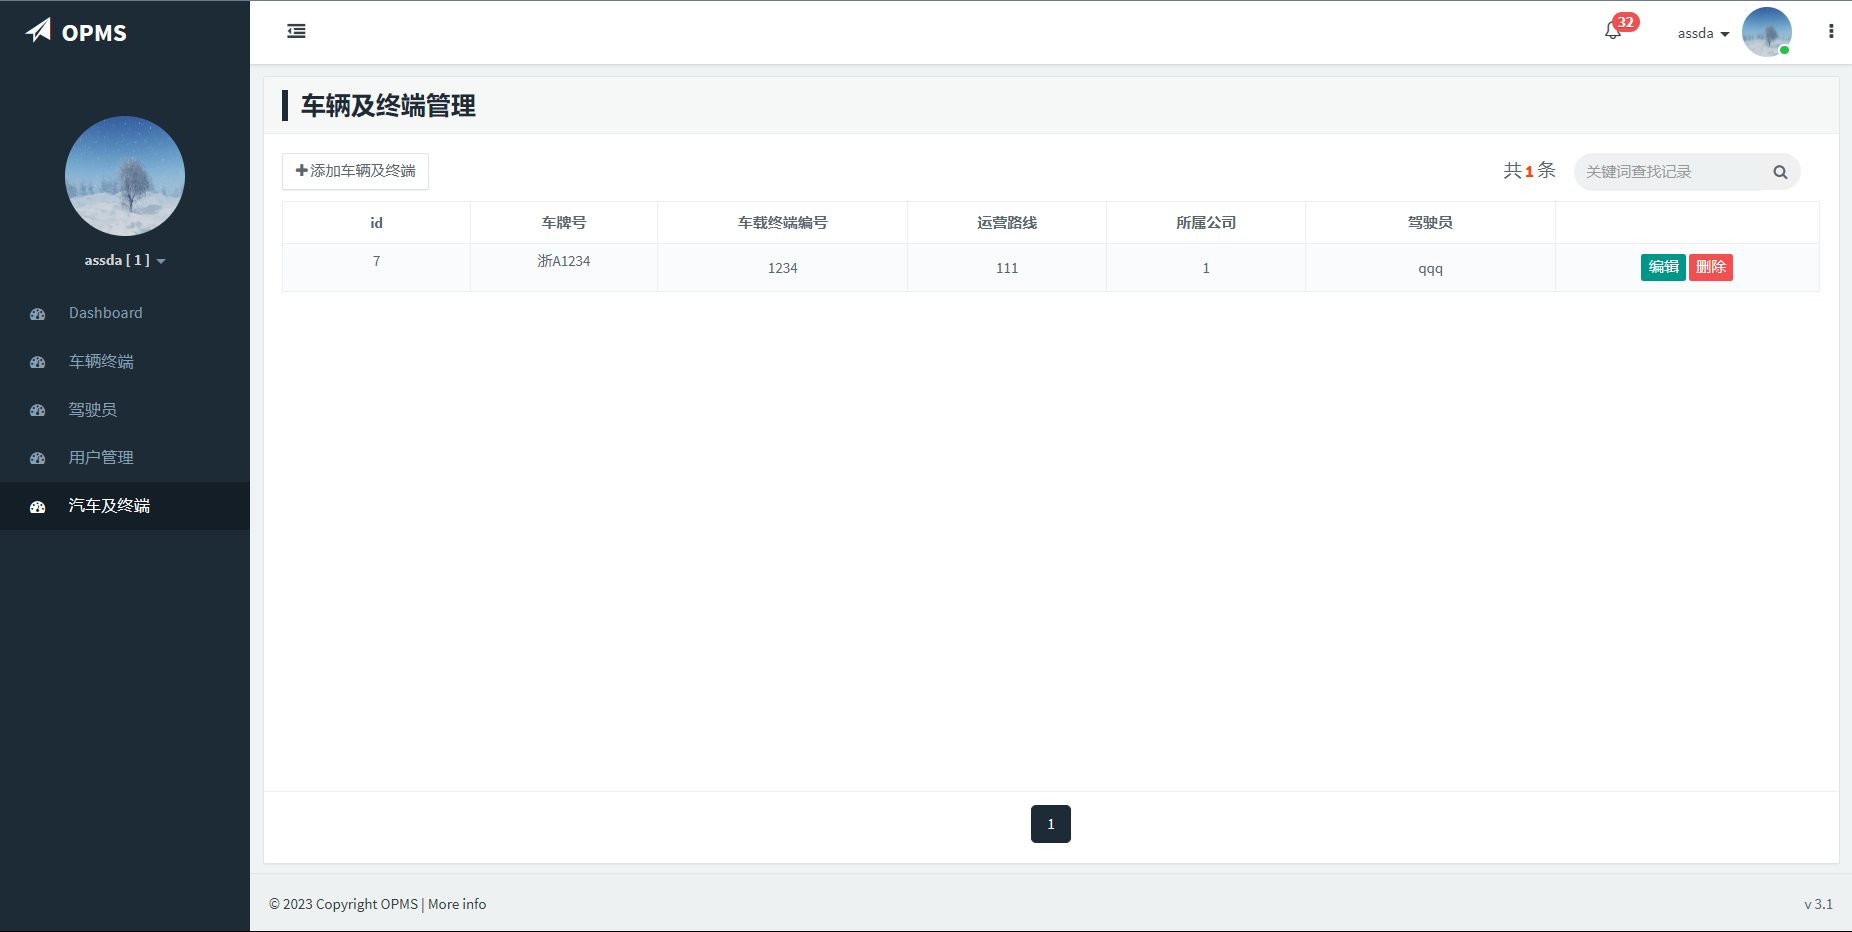 OPMS
32
assda
assda [ 1 ]
Dashboard
车辆终端
驾驶员
用户管理
汽车及终端
车辆及终端管理
添加车辆及终端
共1条
关键词查找记录
id 车牌号 车载终端编号 运营路线 所属公司 驾驶员
7 浙A1234 1234 111 1 qqq 编辑 删除
1
© 2023 Copyright OPMS | More info
v 3.1